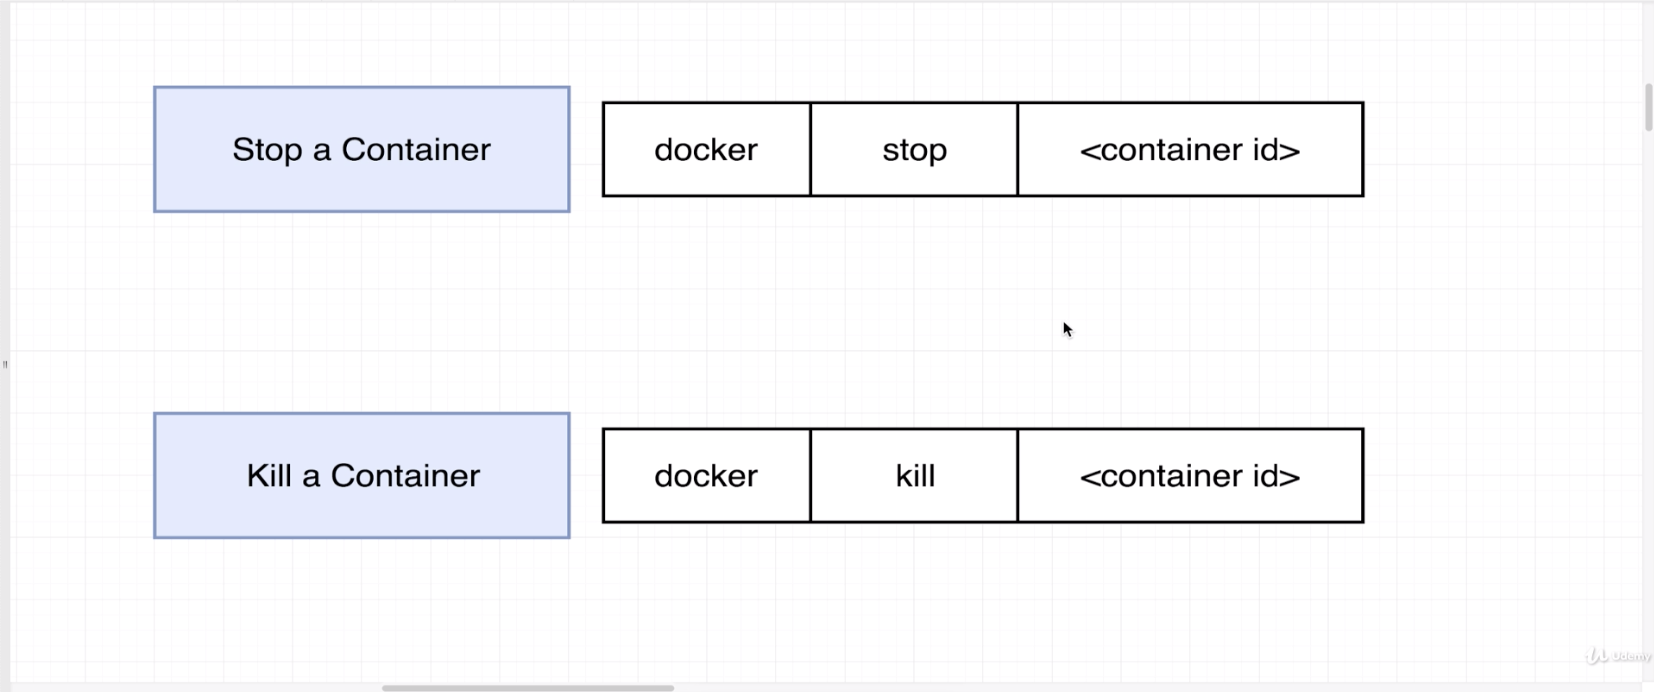 Stop a Container
docker stop <container id>
Kill a Container
docker kill <container id>
Udemy